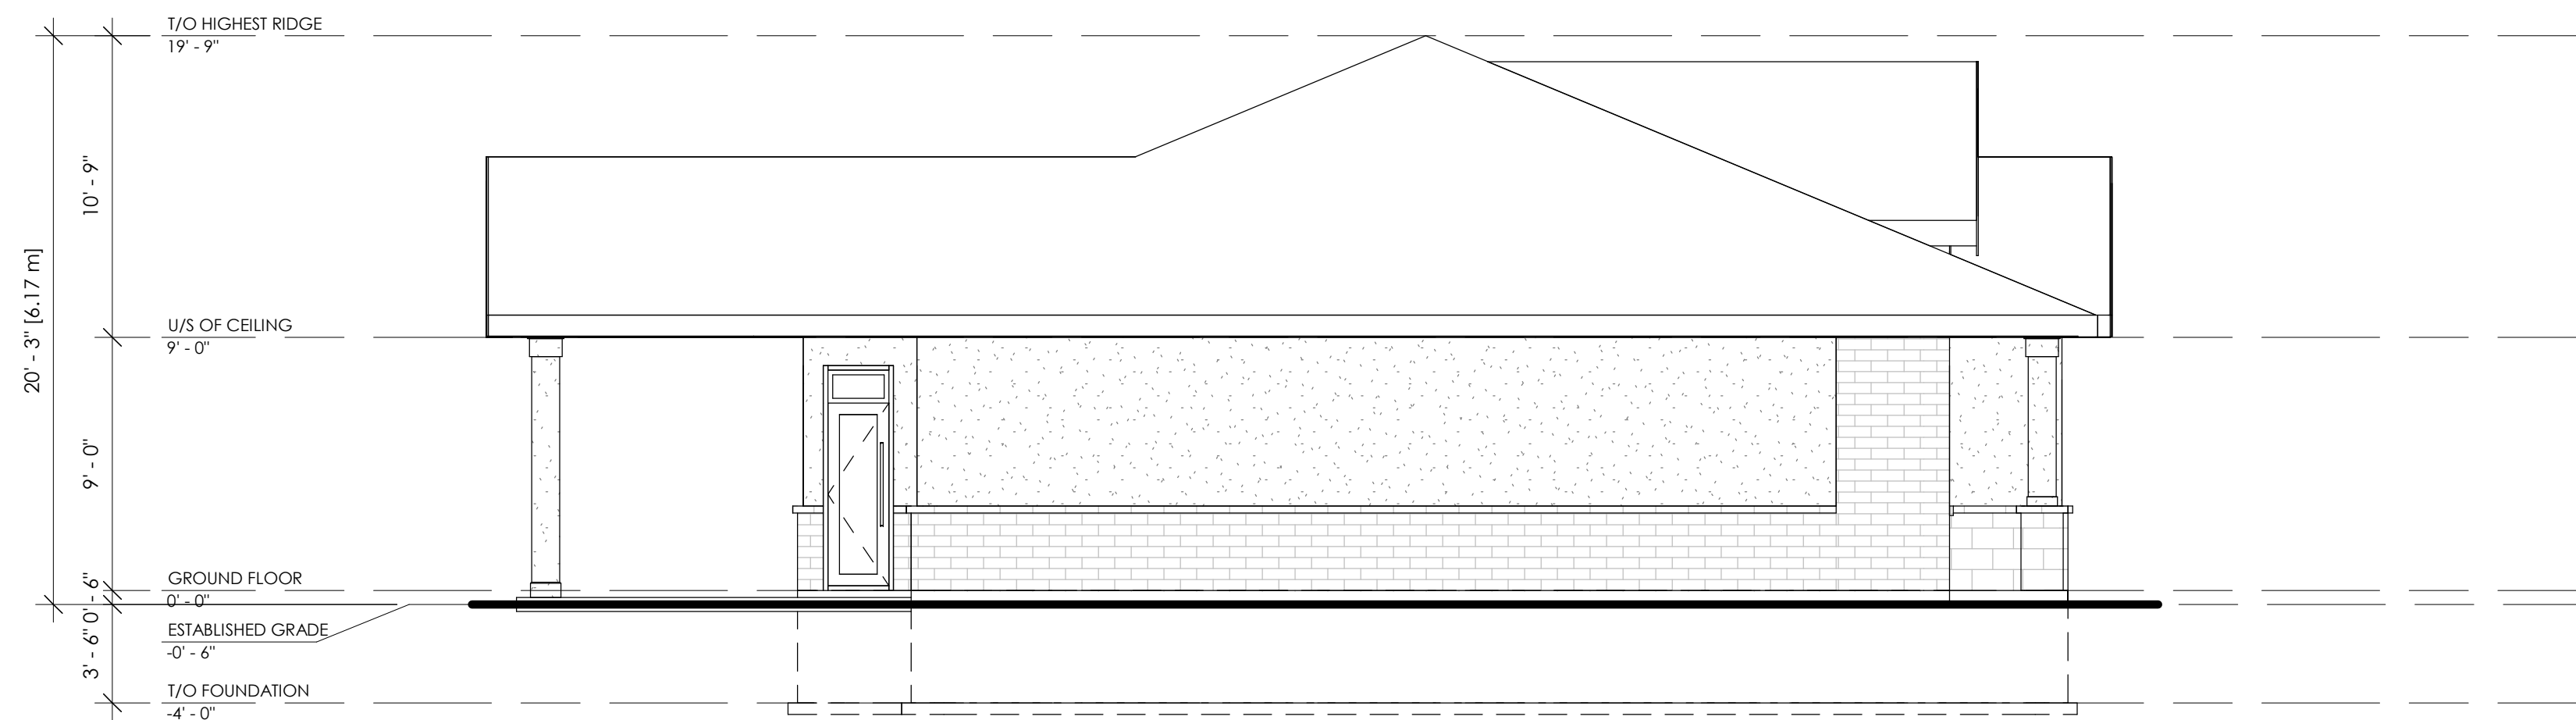 T/O HIGHEST RIDGE
19' - 9"
10' - 9"
20' - 3" [6.17 m]
U/S OF CEILING
9' - 0"
9' - 0"
GROUND FLOOR
0' - 0"
0' - 6"
ESTABLISHED GRADE
-0' - 6"
3' - 6"
T/O FOUNDATION
-4' - 0"